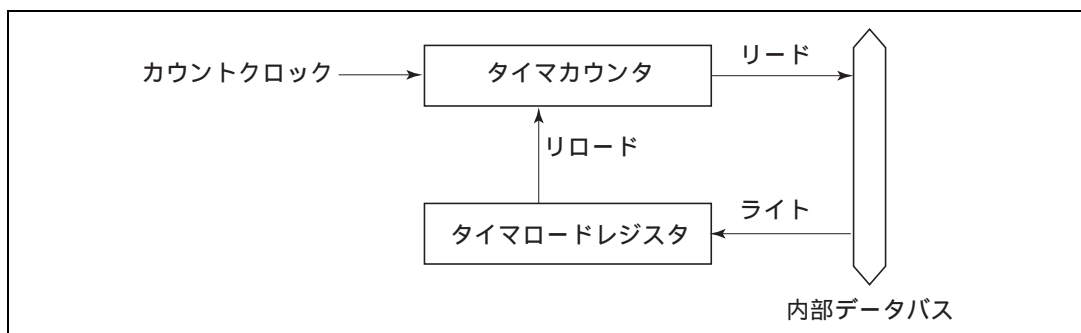 リード
カウントクロック
タイマカウンタ
リロード
ライト
タイマロードレジスタ
内部データバス